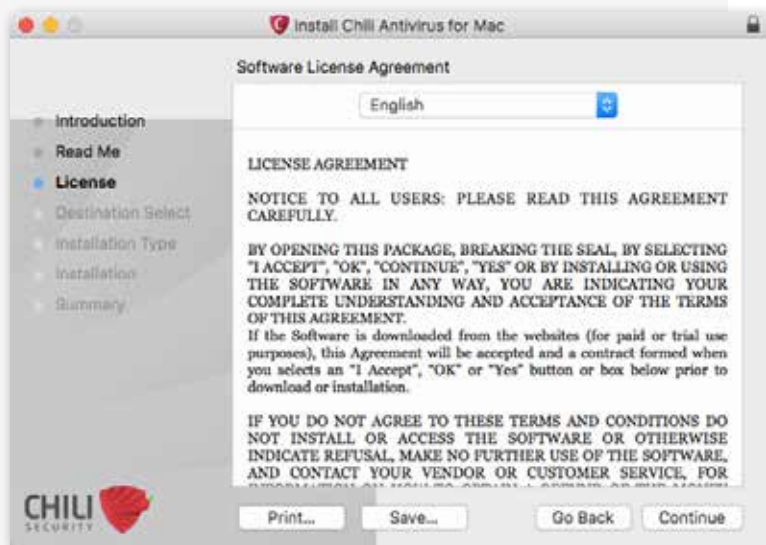 Install Chili Antivirus for Mac
Software License Agreement
Introduction
Read Me
License
Destination Select
Installation Type
Installation
Summary
English
LICENSE AGREEMENT
NOTICE TO ALL USERS: PLEASE READ THIS AGREEMENT
CAREFULLY.
BY OPENING THIS PACKAGE, BREAKING THE SEAL, BY SELECTING
"I ACCEPT", "OK", "CONTINUE", "YES" OR BY INSTALLING OR USING
THE SOFTWARE IN ANY WAY, YOU ARE INDICATING YOUR
COMPLETE UNDERSTANDING AND ACCEPTANCE OF THE TERMS
OF THIS AGREEMENT.
If the Software is downloaded from the websites (for paid or trial use
purposes), this Agreement will be accepted and a contract formed when
you selects an "I Accept", "OK" or "Yes" button or box below prior to
download or installation.
IF YOU DO NOT AGREE TO THESE TERMS AND CONDITIONS DO
NOT INSTALL OR ACCESS THE SOFTWARE OR OTHERWISE
INDICATE REFUSAL, MAKE NO FURTHER USE OF THE SOFTWARE,
AND CONTACT YOUR VENDOR OR CUSTOMER SERVICE, FOR
CHILI
SECURITY
Print...
Save...
Go Back
Continue